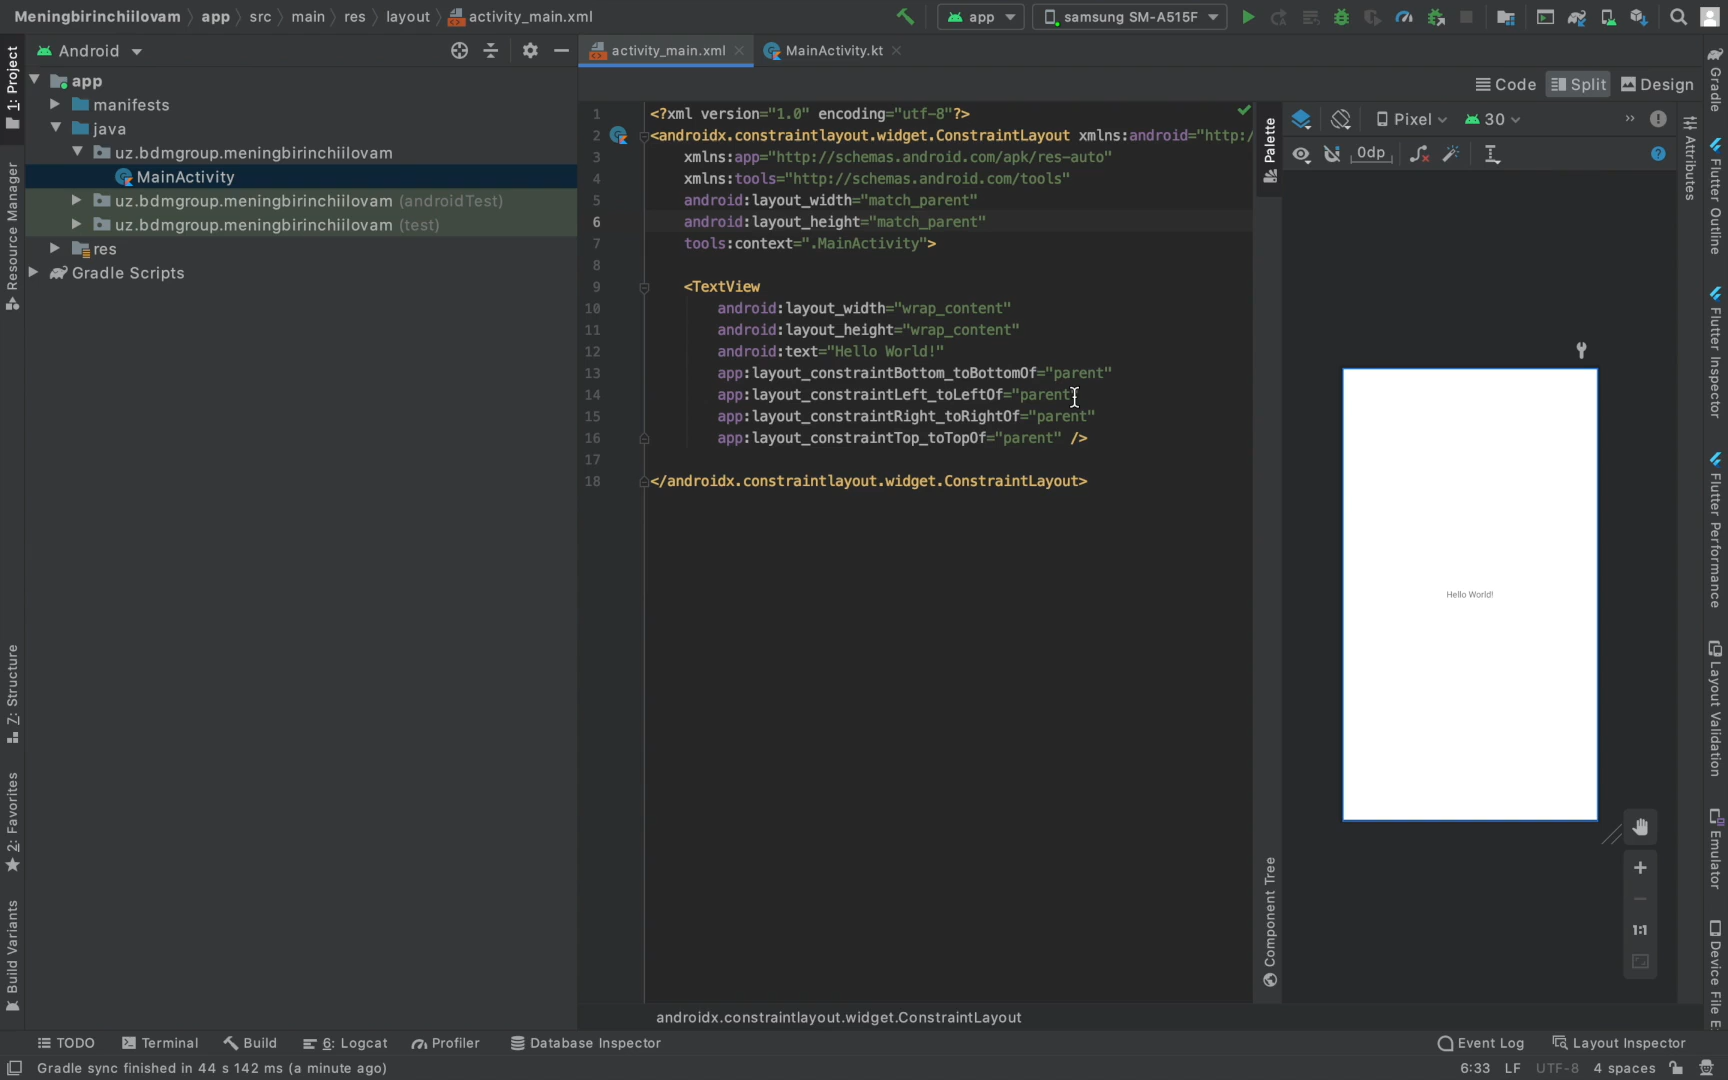 Meningbirinchiilovam app src main res layout activity_main.xml app samsung SM-A515F
Android
activity_main.xml MainActivity.kt
Code Split Design
app
manifests
java
uz.bdmgroup.meningbirinchiilovam
MainActivity
uz.bdmgroup.meningbirinchiilovam (androidTest)
uz.bdmgroup.meningbirinchiilovam (test)
res
Gradle Scripts
1 <?xml version="1.0" encoding="utf-8"?>
2 <androidx.constraintlayout.widget.ConstraintLayout xmlns:android="http:/
3 xmlns:app="http://schemas.android.com/apk/res-auto"
4 xmlns:tools="http://schemas.android.com/tools"
5 android:layout_width="match_parent"
6 android:layout_height="match_parent"
7 tools:context=".MainActivity">
8
9 <TextView
10 android:layout_width="wrap_content"
11 android:layout_height="wrap_content"
12 android:text="Hello World!"
13 app:layout_constraintBottom_toBottomOf="parent"
14 app:layout_constraintLeft_toLeftOf="parent"
15 app:layout_constraintRight_toRightOf="parent"
16 app:layout_constraintTop_toTopOf="parent" />
17
18 </androidx.constraintlayout.widget.ConstraintLayout>
Pixel 30
0dp
Hello World!
1:1
Palette
Component Tree
Attributes
1: Project
Resource Manager
7: Structure
2: Favorites
Build Variants
Gradle
Flutter Outline
Flutter Inspector
Flutter Performance
Layout Validation
Emulator
Device File E
androidx.constraintlayout.widget.ConstraintLayout
TODO Terminal Build 6: Logcat Profiler Database Inspector Event Log Layout Inspector
Gradle sync finished in 44 s 142 ms (a minute ago) 6:33 LF UTF-8 4 spaces